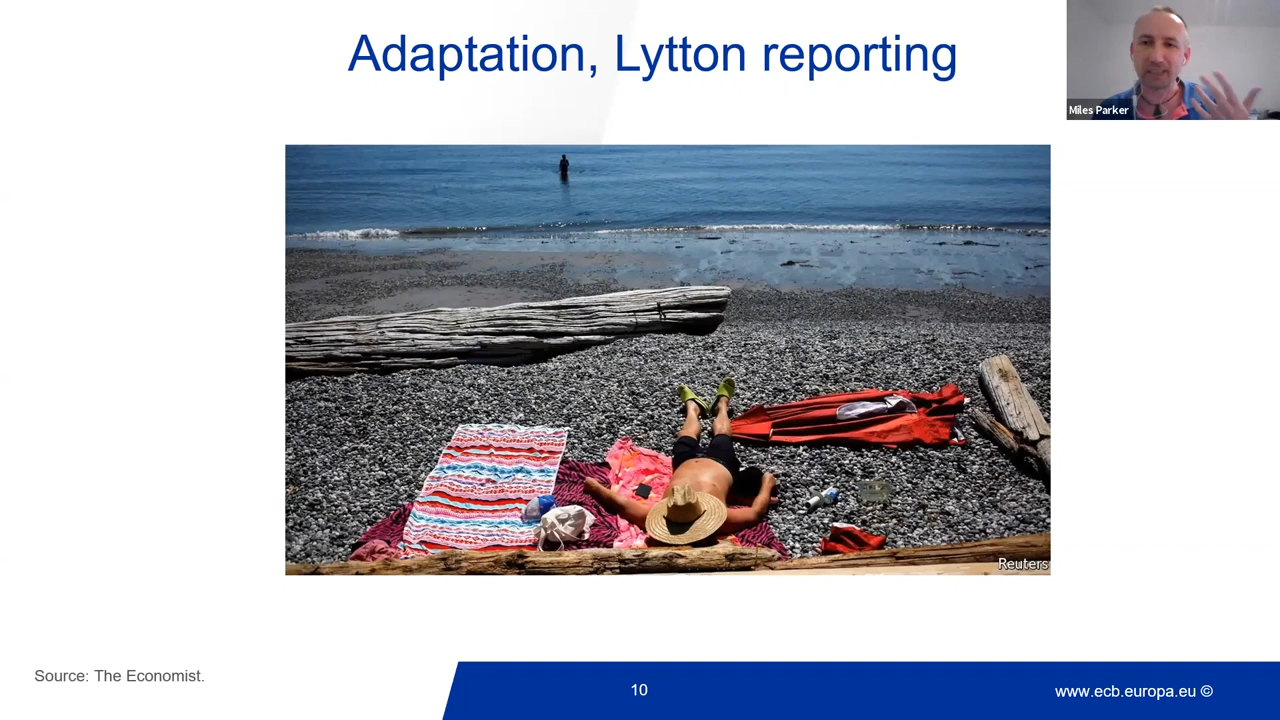 Adaptation, Lytton reporting
Miles Parker
Reuters
Source: The Economist.
10
www.ecb.europa.eu ©